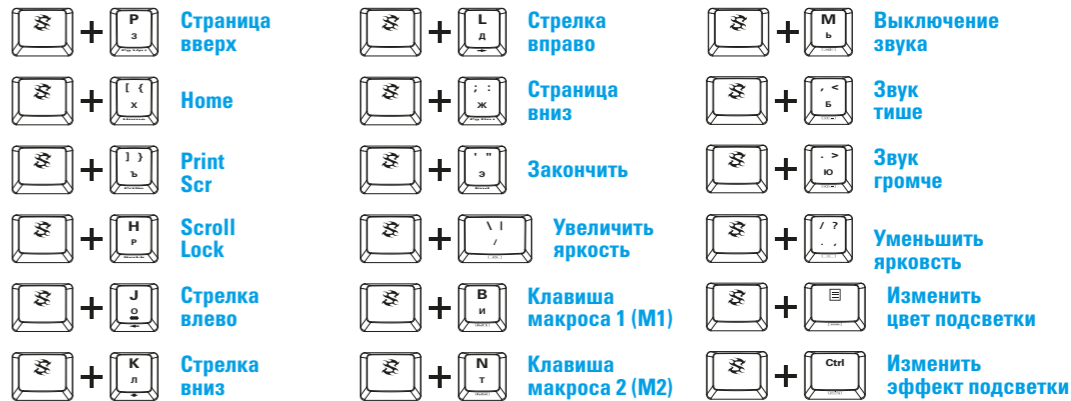 P
З
Страница
вверх
[ {
Х
Home
] }
Ъ
Print
Scr
H
Р
Scroll
Lock
J
О
Стрелка
влево
K
Л
Стрелка
вниз
L
Д
Стрелка
вправо
; :
Ж
Страница
вниз
' "
Э
Закончить
\ |
/
Увеличить
яркость
B
И
Клавиша
макроса 1 (M1)
N
Т
Клавиша
макроса 2 (M2)
M
Ь
Выключение
звука
, <
Б
Звук
тише
. >
Ю
Звук
громче
/ ?
. ,
Уменьшить
ярковсть
Изменить
цвет подсветки
Ctrl
Изменить
эффект подсветки